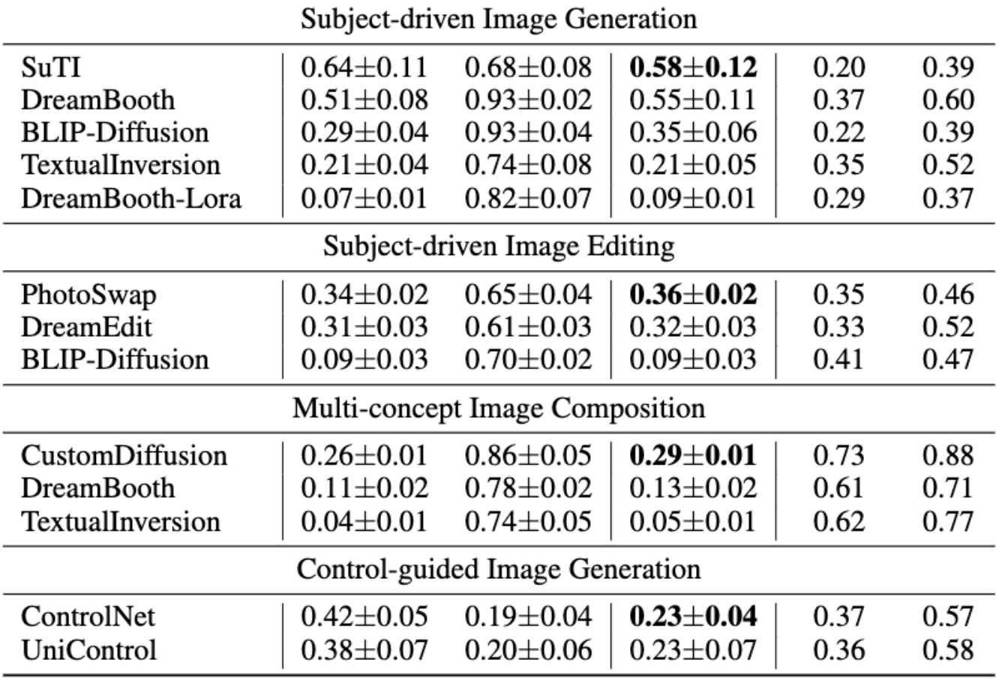 Subject-driven Image Generation
SuTI 0.64±0.11 0.68±0.08 0.58±0.12 0.20 0.39
DreamBooth 0.51±0.08 0.93±0.02 0.55±0.11 0.37 0.60
BLIP-Diffusion 0.29±0.04 0.93±0.04 0.35±0.06 0.22 0.39
TextualInversion 0.21±0.04 0.74±0.08 0.21±0.05 0.35 0.52
DreamBooth-Lora 0.07±0.01 0.82±0.07 0.09±0.01 0.29 0.37
Subject-driven Image Editing
PhotoSwap 0.34±0.02 0.65±0.04 0.36±0.02 0.35 0.46
DreamEdit 0.31±0.03 0.61±0.03 0.32±0.03 0.33 0.52
BLIP-Diffusion 0.09±0.03 0.70±0.02 0.09±0.03 0.41 0.47
Multi-concept Image Composition
CustomDiffusion 0.26±0.01 0.86±0.05 0.29±0.01 0.73 0.88
DreamBooth 0.11±0.02 0.78±0.02 0.13±0.02 0.61 0.71
TextualInversion 0.04±0.01 0.74±0.05 0.05±0.01 0.62 0.77
Control-guided Image Generation
ControlNet 0.42±0.05 0.19±0.04 0.23±0.04 0.37 0.57
UniControl 0.38±0.07 0.20±0.06 0.23±0.07 0.36 0.58